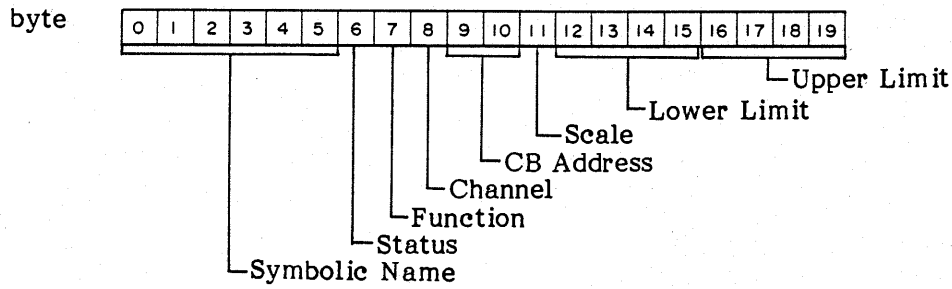 byte 0 1 2 3 4 5 6 7 8 9 10 11 12 13 14 15 16 17 18 19
Upper Limit
Lower Limit
Scale
CB Address
Channel
Function
Status
Symbolic Name